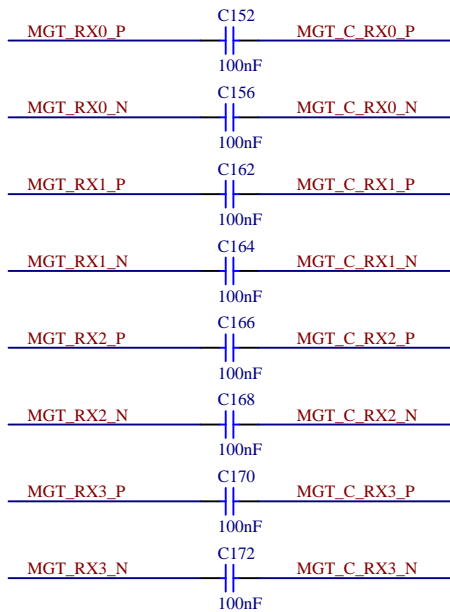 C152
MGT_RX0_P MGT_C_RX0_P
100nF
C156
MGT_RX0_N MGT_C_RX0_N
100nF
C162
MGT_RX1_P MGT_C_RX1_P
100nF
C164
MGT_RX1_N MGT_C_RX1_N
100nF
C166
MGT_RX2_P MGT_C_RX2_P
100nF
C168
MGT_RX2_N MGT_C_RX2_N
100nF
C170
MGT_RX3_P MGT_C_RX3_P
100nF
C172
MGT_RX3_N MGT_C_RX3_N
100nF